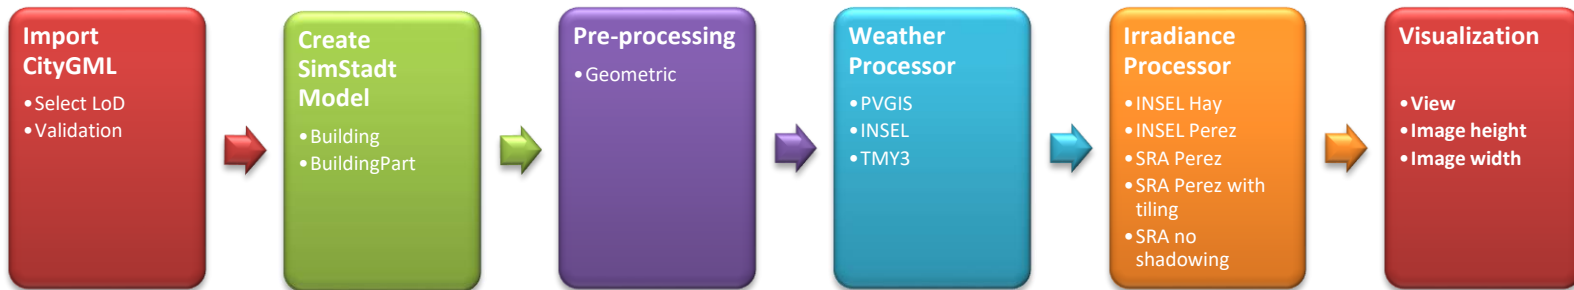 Import
CityGML
•Select LoD
•Validation
Create
SimStadt
Model
•Building
•BuildingPart
Pre-processing
•Geometric
Weather
Processor
•PVGIS
•INSEL
•TMY3
Irradiance
Processor
•INSEL Hay
•INSEL Perez
•SRA Perez
•SRA Perez with
tiling
•SRA no
shadowing
Visualization
•View
•Image height
•Image width